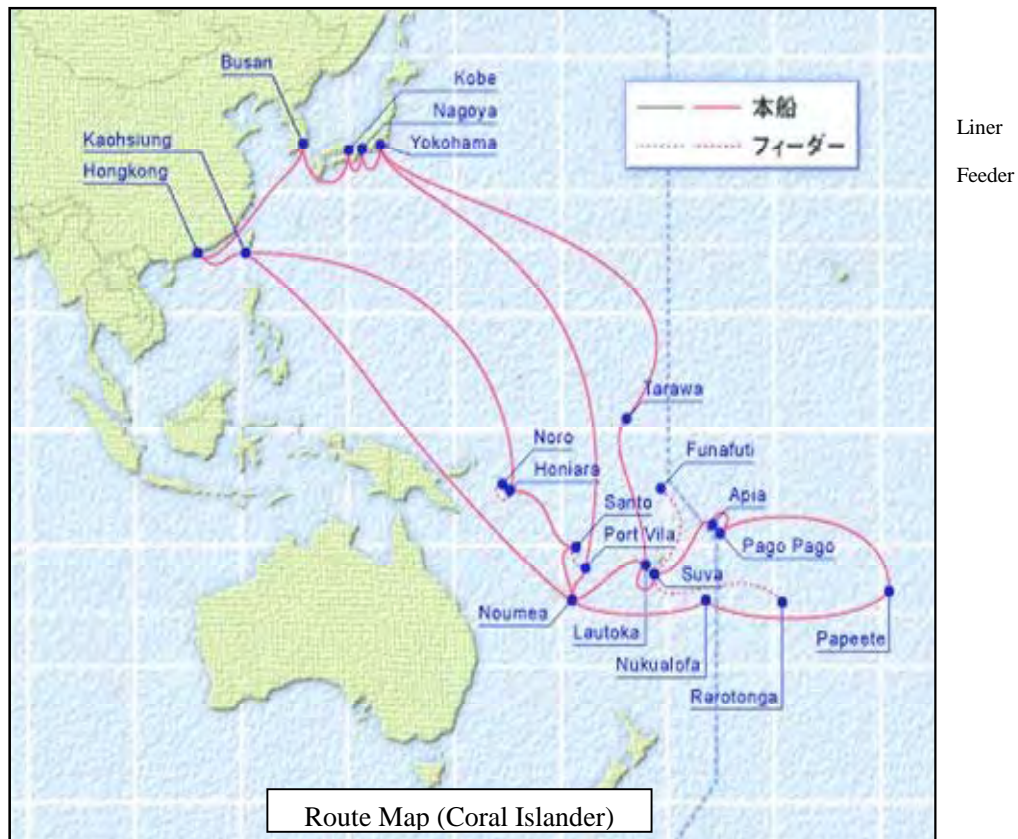 Busan
Kobe
Nagoya
Yokohama
Kaohsiung
Hongkong
本船
フィーダー
Liner
Feeder
Tarawa
Noro
Honiara
Funafuti
Santo
Apia
Port Vila
Pago Pago
Suva
Noumea
Lautoka
Papeete
Nukualofa
Rarotonga
Route Map (Coral Islander)